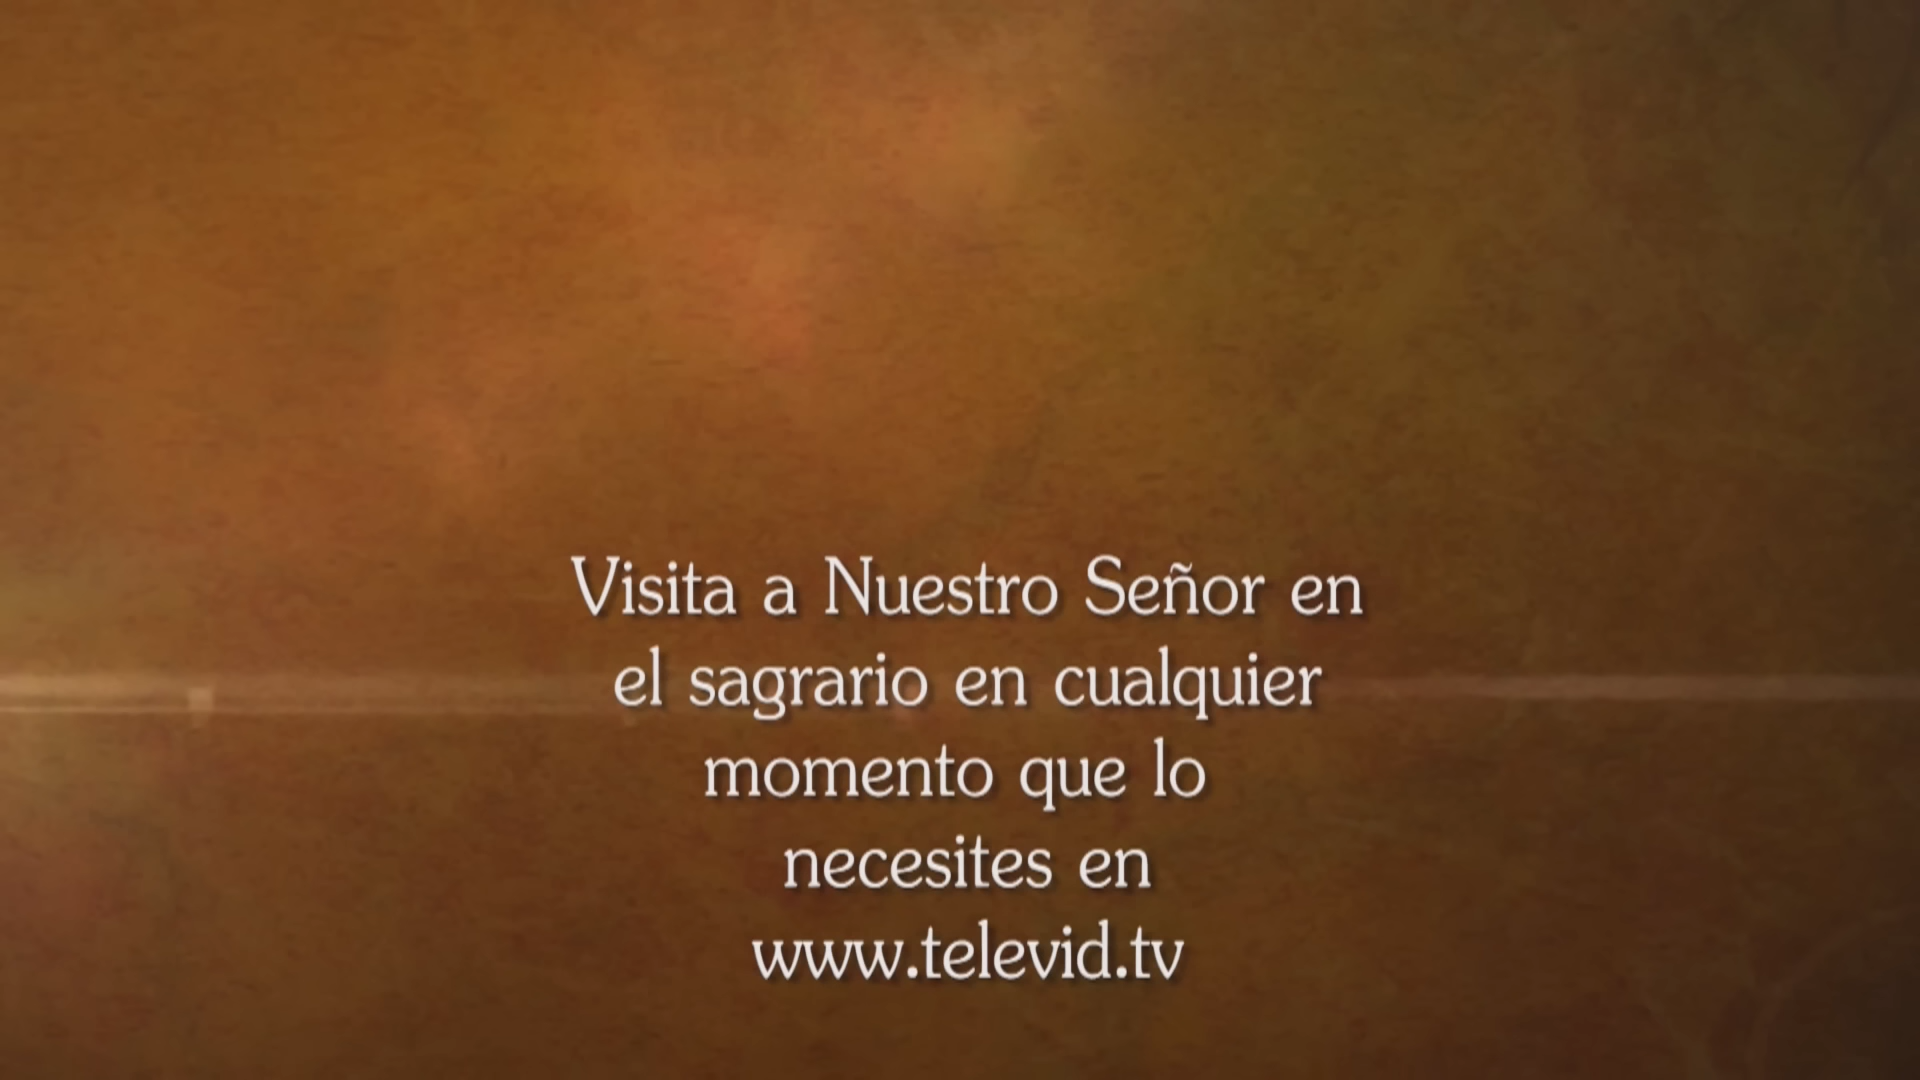 Visita a Nuestro Señor en
el sagrario en cualquier
momento que lo
necesites en
www.televid.tv